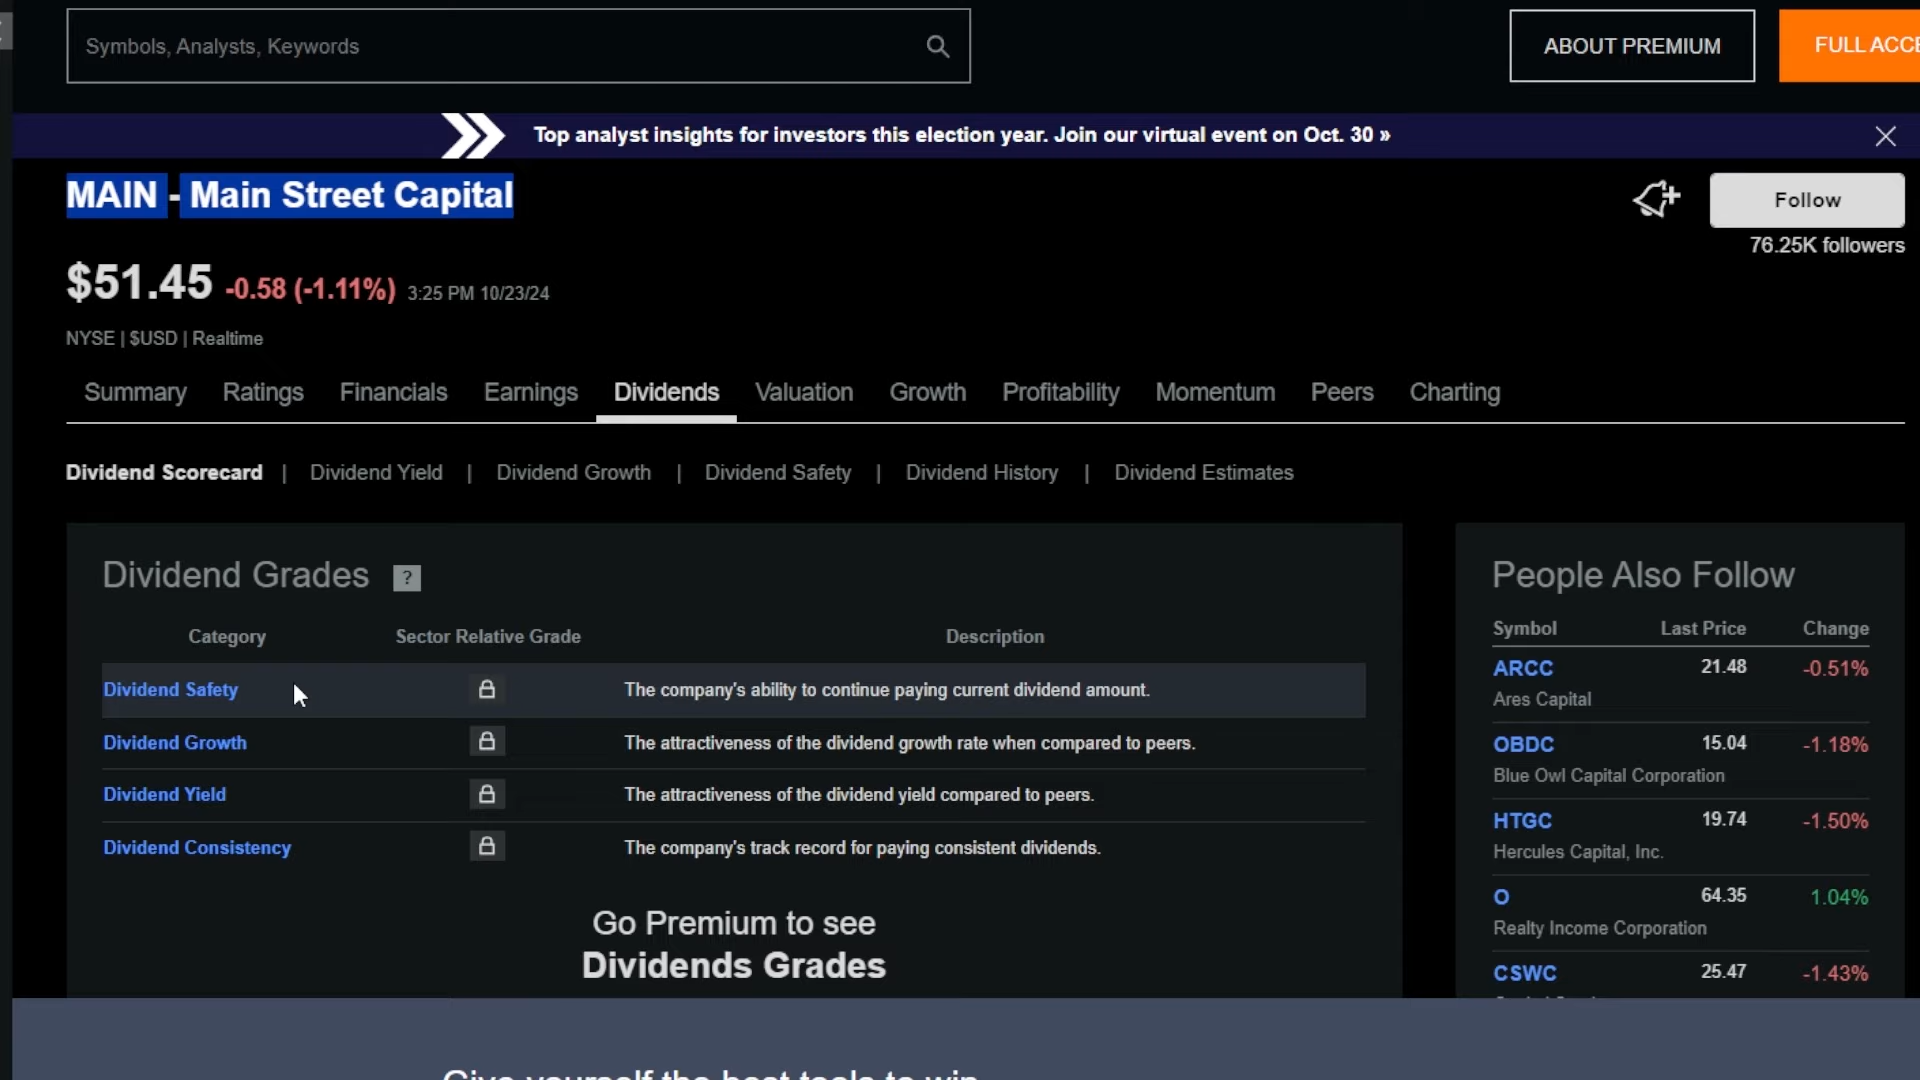 Symbols, Analysts, Keywords
ABOUT PREMIUM
FULL ACCE
Top analyst insights for investors this election year. Join our virtual event on Oct. 30 »
MAIN - Main Street Capital
Follow
76.25K followers
$51.45 -0.58 (-1.11%) 3:25 PM 10/23/24
NYSE | $USD | Realtime
Summary Ratings Financials Earnings Dividends Valuation Growth Profitability Momentum Peers Charting
Dividend Scorecard | Dividend Yield | Dividend Growth | Dividend Safety | Dividend History | Dividend Estimates
Dividend Grades ?
Category Sector Relative Grade Description
Dividend Safety The company's ability to continue paying current dividend amount.
Dividend Growth The attractiveness of the dividend growth rate when compared to peers.
Dividend Yield The attractiveness of the dividend yield compared to peers.
Dividend Consistency The company's track record for paying consistent dividends.
Go Premium to see
Dividends Grades
People Also Follow
Symbol Last Price Change
ARCC 21.48 -0.51%
Ares Capital
OBDC 15.04 -1.18%
Blue Owl Capital Corporation
HTGC 19.74 -1.50%
Hercules Capital, Inc.
O 64.35 1.04%
Realty Income Corporation
CSWC 25.47 -1.43%
Give yourself the best tools to win